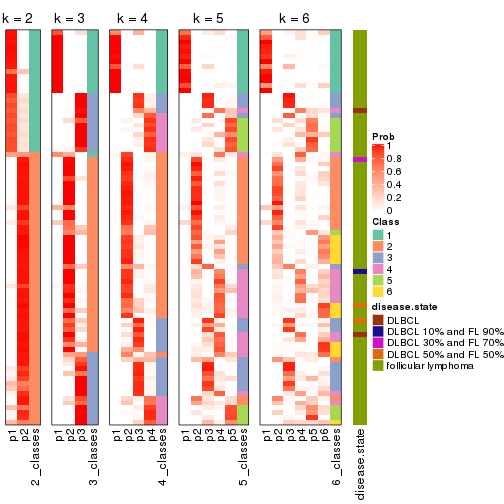 k = 2 k = 3 k = 4 k = 5 k = 6
Prob
1
0.8
0.6
0.4
0.2
0
Class
1
2
3
4
5
6
disease.state
DLBCL
DLBCL 10% and FL 90%
DLBCL 30% and FL 70%
DLBCL 50% and FL 50%
follicular lymphoma
p1 p2 2_classes p1 p2 p3 3_classes p1 p2 p3 p4 4_classes p1 p2 p3 p4 p5 5_classes p1 p2 p3 p4 p5 p6 6_classes disease.state